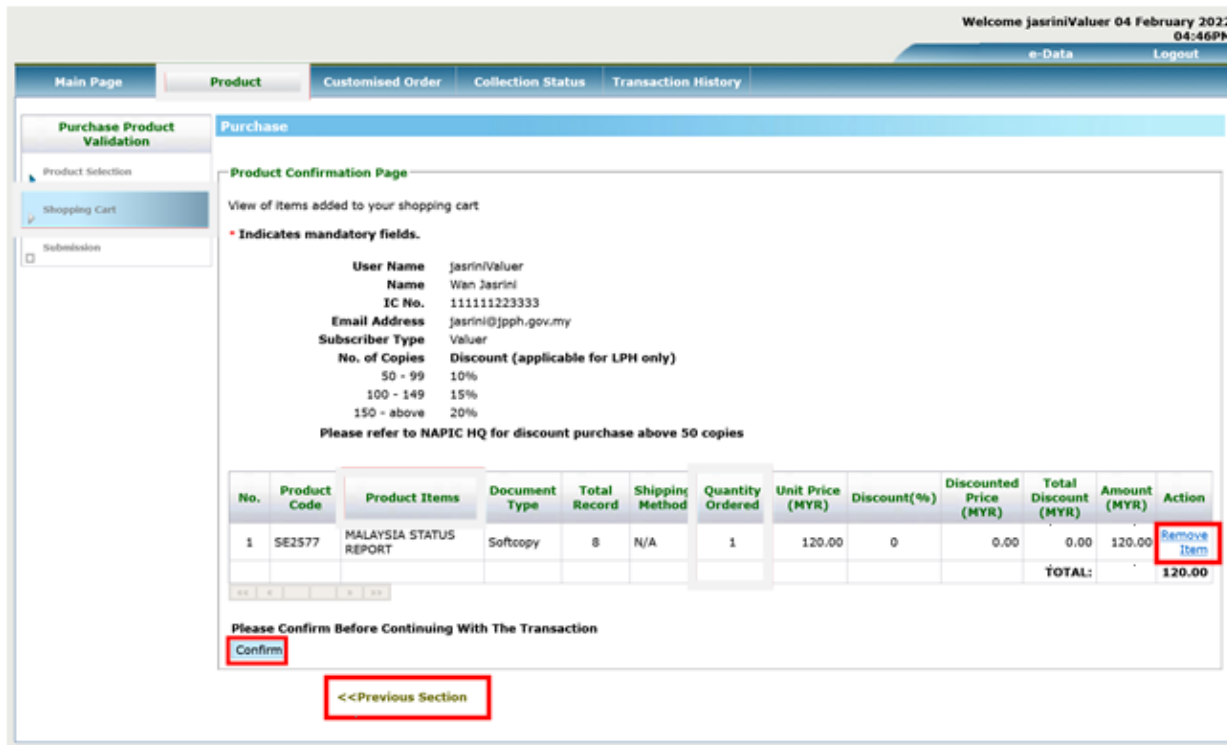 Welcome jasriniValuer 04 February 2022
04:46PM
e-Data Logout
Main Page Product Customised Order Collection Status Transaction History
Purchase Product
Validation
Product Selection
Shopping Cart
Submission
Purchase
Product Confirmation Page
View of items added to your shopping cart
* Indicates mandatory fields.
User Name jasriniValuer
Name Wan Jasrini
IC No. 111111223333
Email Address jasrini@jpph.gov.my
Subscriber Type Valuer
No. of Copies Discount (applicable for LPH only)
50 - 99 10%
100 - 149 15%
150 - above 20%
Please refer to NAPIC HQ for discount purchase above 50 copies
No. Product Code Product Items Document Type Total Record Shipping Method Quantity Ordered Unit Price (MYR) Discount(%) Discounted Price (MYR) Total Discount (MYR) Amount (MYR) Action
1 SE2577 MALAYSIA STATUS REPORT Softcopy 8 N/A 1 120.00 0 0.00 0.00 120.00 Remove Item
TOTAL: 120.00
<< < > >>
Please Confirm Before Continuing With The Transaction
Confirm
<<Previous Section